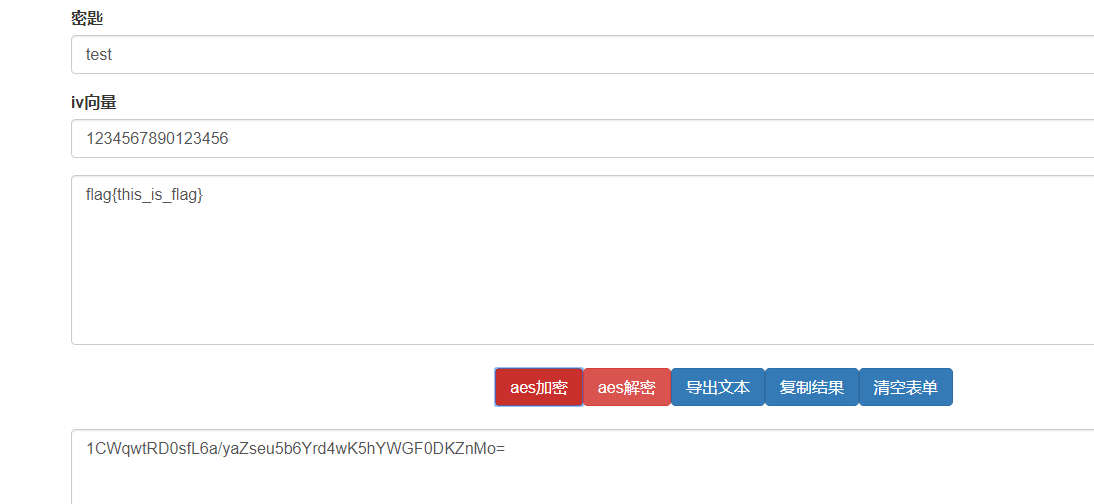 密匙
test
iv向量
1234567890123456
flag{this_is_flag}
aes加密 aes解密 导出文本 复制结果 清空表单
1CWqwtRD0sfL6a/yaZseu5b6Yrd4wK5hYWGF0DKZnMo=